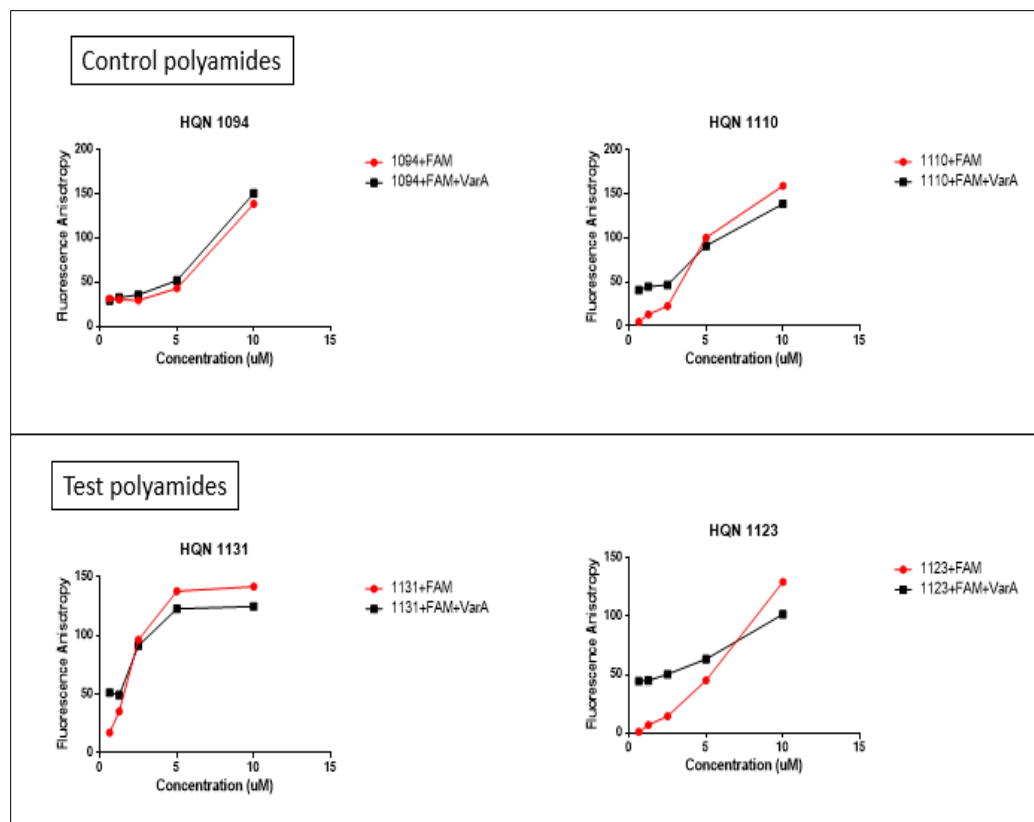 Control polyamides
HQN 1094
200
150
100
50
0
0
5
10
15
Fluorescence Anisotropy
Concentration (uM)
1094+FAM
1094+FAM+VarA
HQN 1110
200
150
100
50
0
0
5
10
15
Fluorescence Anisotropy
Concentration (uM)
1110+FAM
1110+FAM+VarA
Test polyamides
HQN 1131
150
100
50
0
0
5
10
15
Fluorescence Anisotropy
Concentration (uM)
1131+FAM
1131+FAM+VarA
HQN 1123
150
100
50
0
0
5
10
15
Fluorescence Anisotropy
Concentration (uM)
1123+FAM
1123+FAM+VarA